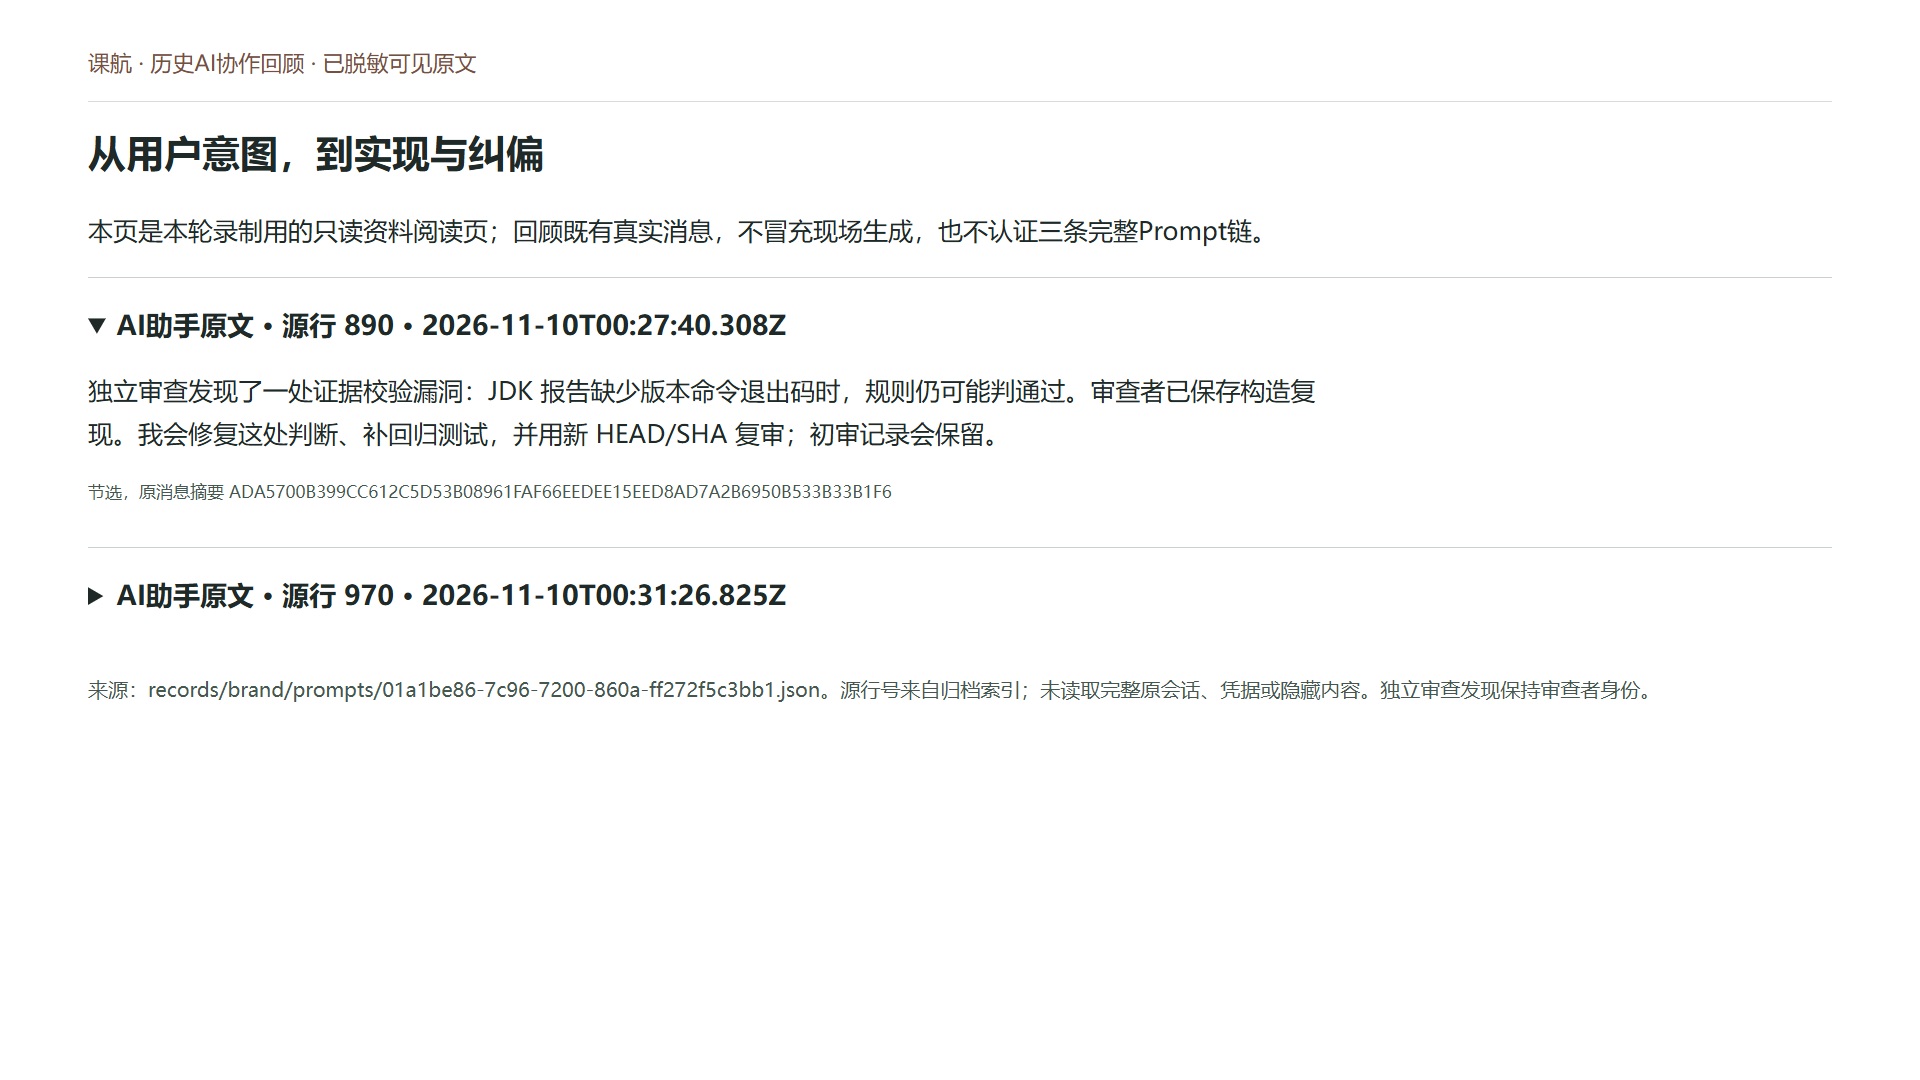 课航 · 历史AI协作回顾 · 已脱敏可见原文
从用户意图，到实现与纠偏
本页是本轮录制用的只读资料阅读页；回顾既有真实消息，不冒充现场生成，也不认证三条完整Prompt链。
▼ AI助手原文 • 源行 890 • 2026-11-10T00:27:40.308Z
独立审查发现了一处证据校验漏洞：JDK 报告缺少版本命令退出码时，规则仍可能判通过。审查者已保存构造复
现。我会修复这处判断、补回归测试，并用新 HEAD/SHA 复审；初审记录会保留。
节选，原消息摘要 ADA5700B399CC612C5D53B08961FAF66EEDEE15EED8AD7A2B6950B533B33B1F6
▶ AI助手原文 • 源行 970 • 2026-11-10T00:31:26.825Z
来源：records/brand/prompts/01a1be86-7c96-7200-860a-ff272f5c3bb1.json。源行号来自归档索引；未读取完整原会话、凭据或隐藏内容。独立审查发现保持审查者身份。